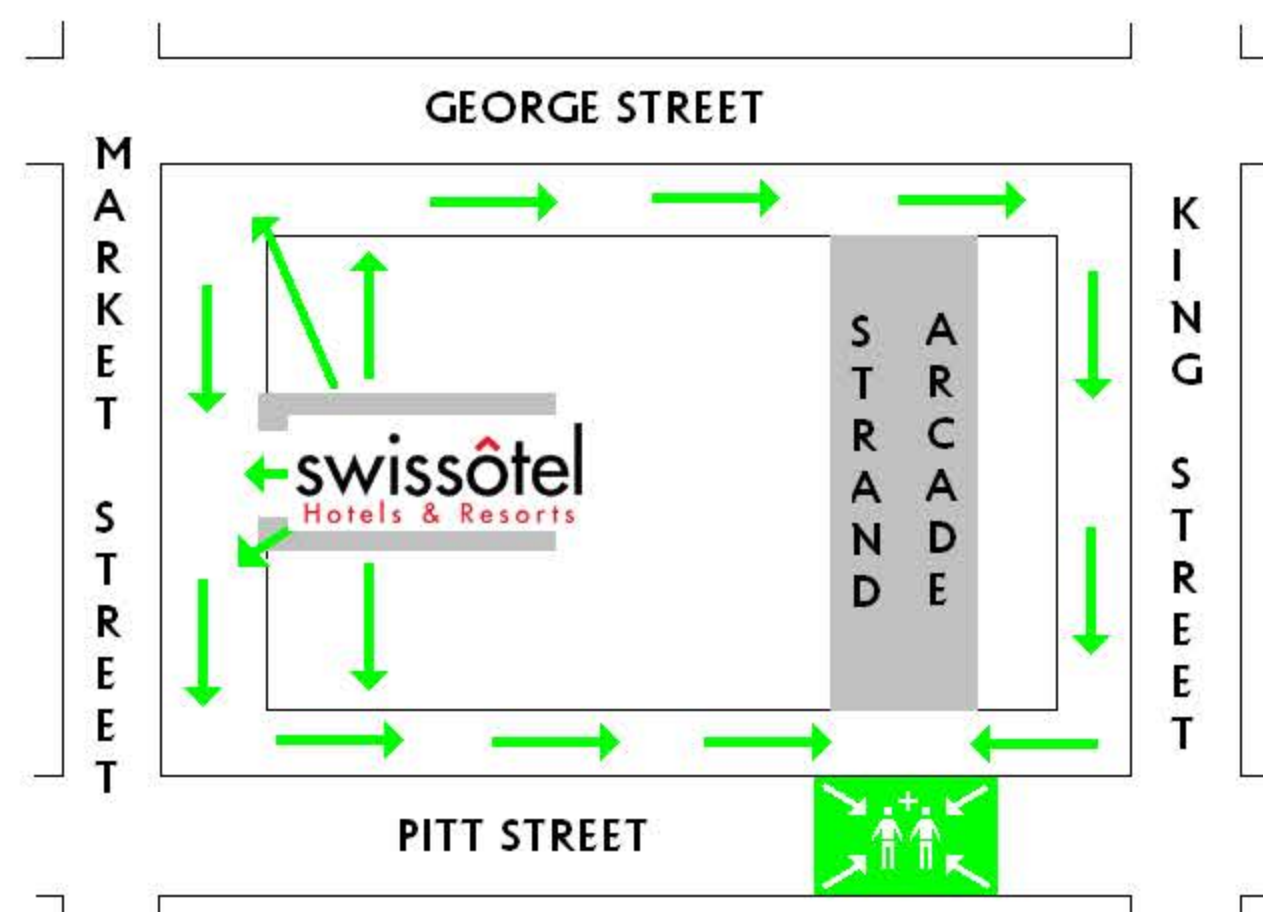 GEORGE STREET
MARKET STREET
KING STREET
STRAND
ARCADE
swissôtel
Hotels & Resorts
PITT STREET